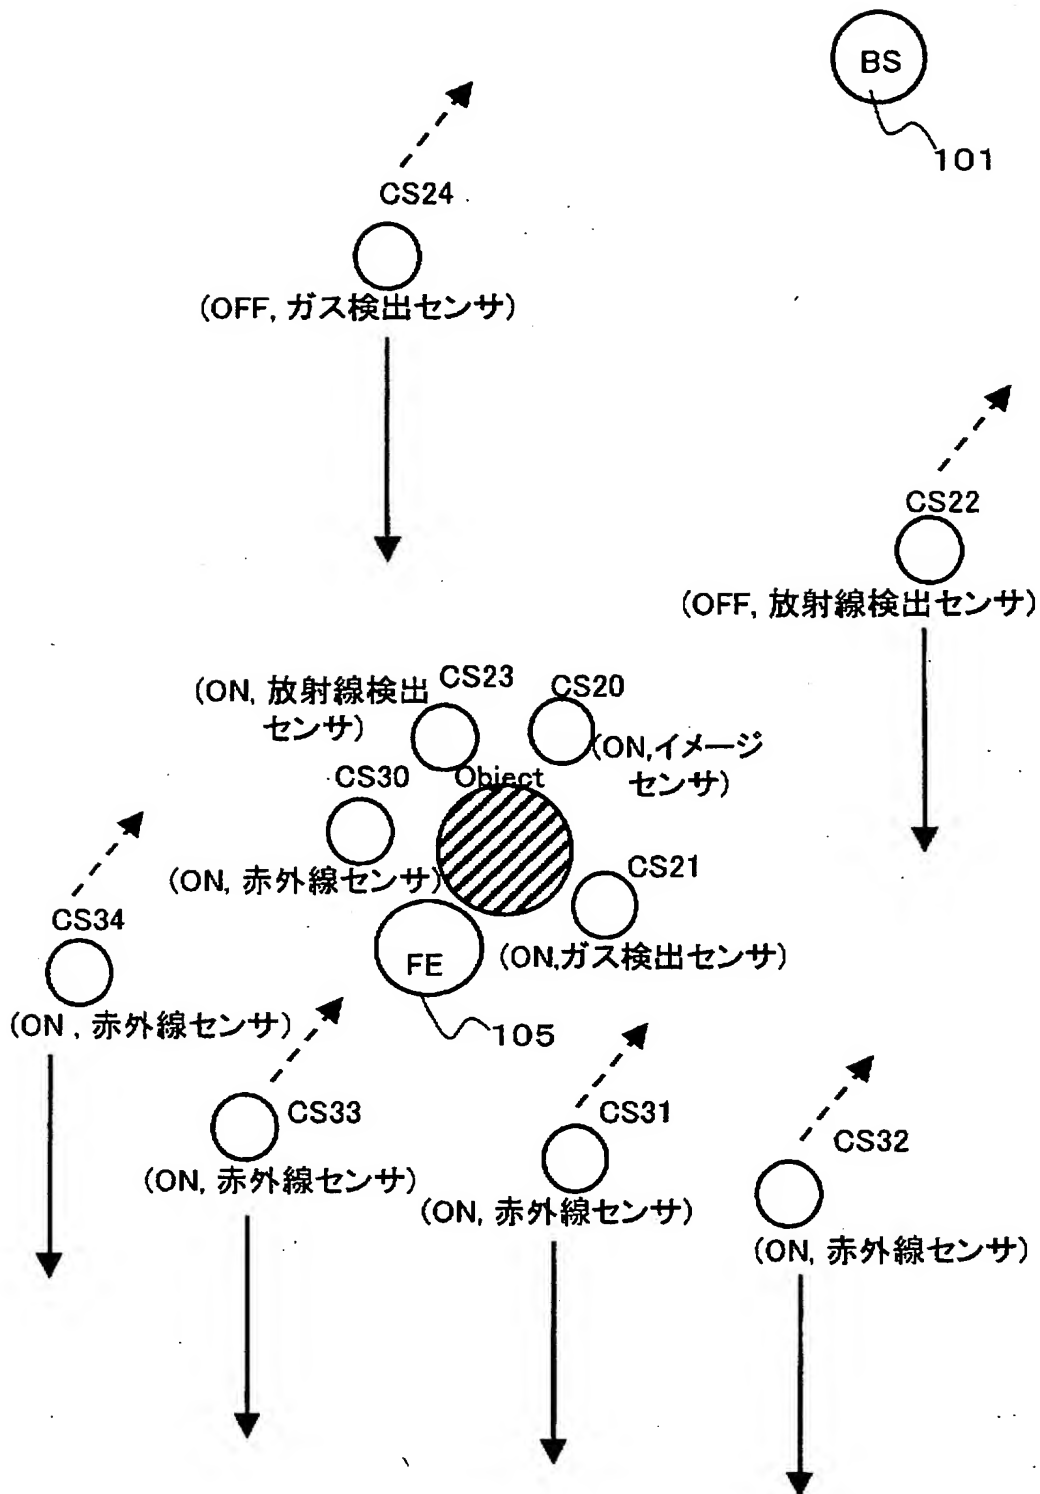 BS
101
CS24
(OFF, ガス検出センサ)
CS22
(OFF, 放射線検出センサ)
CS23
(ON, 放射線検出
センサ)
CS20
(ON,イメージ
センサ)
CS30
Object
(ON, 赤外線センサ)
CS21
(ON,ガス検出センサ)
FE
105
CS34
(ON , 赤外線センサ)
CS33
(ON, 赤外線センサ)
CS31
(ON, 赤外線センサ)
CS32
(ON, 赤外線センサ)